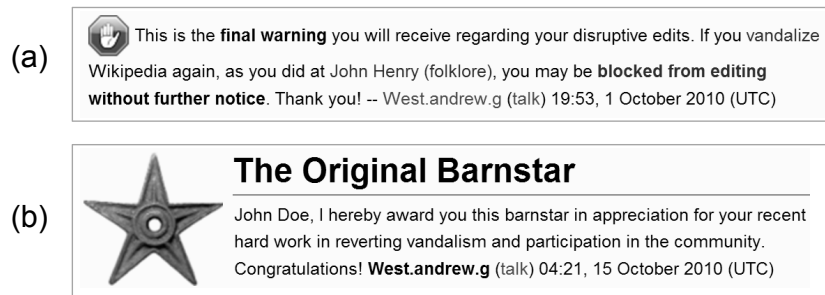 (a)
This is the final warning you will receive regarding your disruptive edits. If you vandalize
Wikipedia again, as you did at John Henry (folklore), you may be blocked from editing
without further notice. Thank you! -- West.andrew.g (talk) 19:53, 1 October 2010 (UTC)
(b)
The Original Barnstar
John Doe, I hereby award you this barnstar in appreciation for your recent
hard work in reverting vandalism and participation in the community.
Congratulations! West.andrew.g (talk) 04:21, 15 October 2010 (UTC)